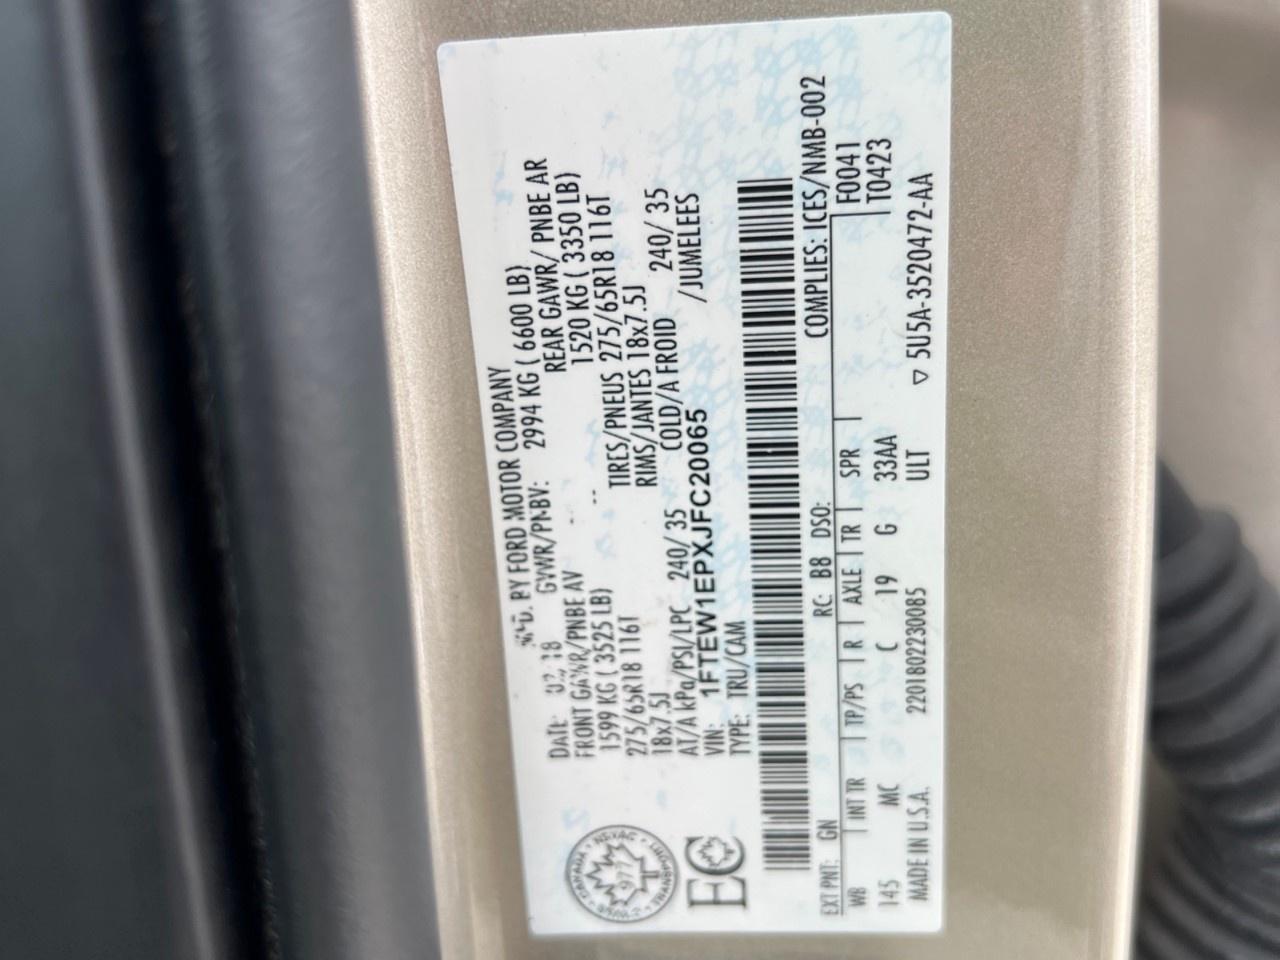 BY FORD MOTOR COMPANY
DATE: 02/18 GVWR/PNBV: 2994 KG ( 6600 LB)
FRONT GAWR/PNBE AV REAR GAWR/ PNBE AR
1599 KG ( 3525 LB) 1520 KG ( 3350 LB)
275/65R18 116T TIRES/PNEUS 275/65R18 116T
18x7.5J RIMS/JANTES 18x7.5J
AT/A kPa/PSI/LPC 240/ 35 COLD/A FROID 240/ 35
VIN: 1FTEW1EPXJFC20065 /JUMELEES
TYPE: TRU/CAM
CANADA
TRANSPORT
977
EC
COMPLIES: ICES/NMB-002
EXT PNT: GN RC: B8 DSO:
WB INT TR TP/PS R AXLE TR SPR F0041
145 MC C 19 G 33AA T0423
MADE IN U.S.A. 2201802230085 ULT ▽ 5U5A-3520472-AA